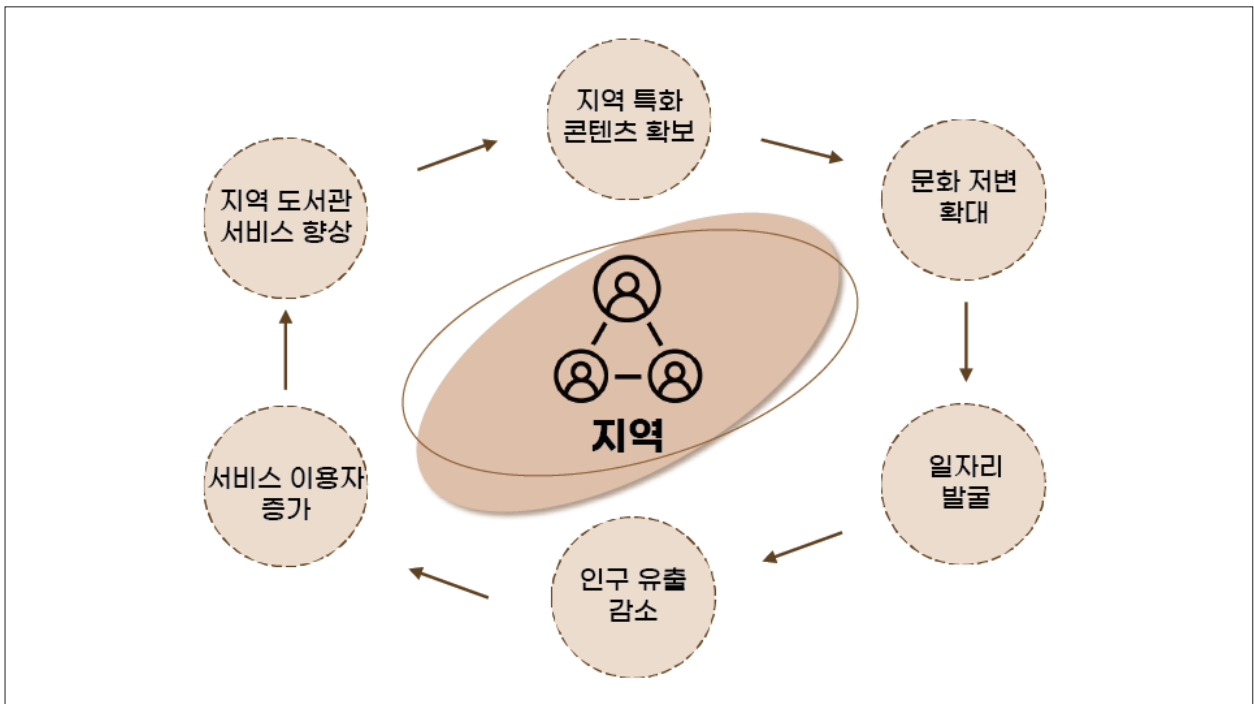 지역 특화
콘텐츠 확보
문화 저변
확대
일자리
발굴
인구 유출
감소
서비스 이용자
증가
지역 도서관
서비스 향상
지역